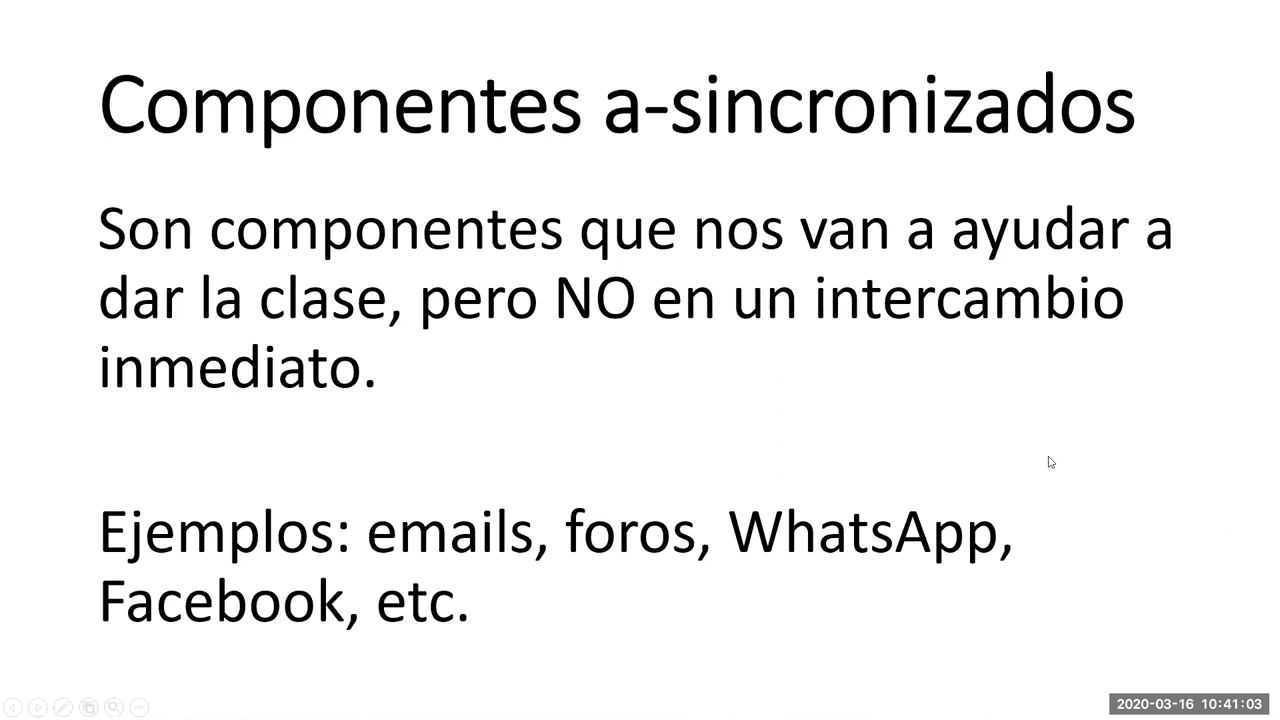 Componentes a-sincronizados
Son componentes que nos van a ayudar a
dar la clase, pero NO en un intercambio
inmediato.
Ejemplos: emails, foros, WhatsApp,
Facebook, etc.
2020-03-16 10:41:03